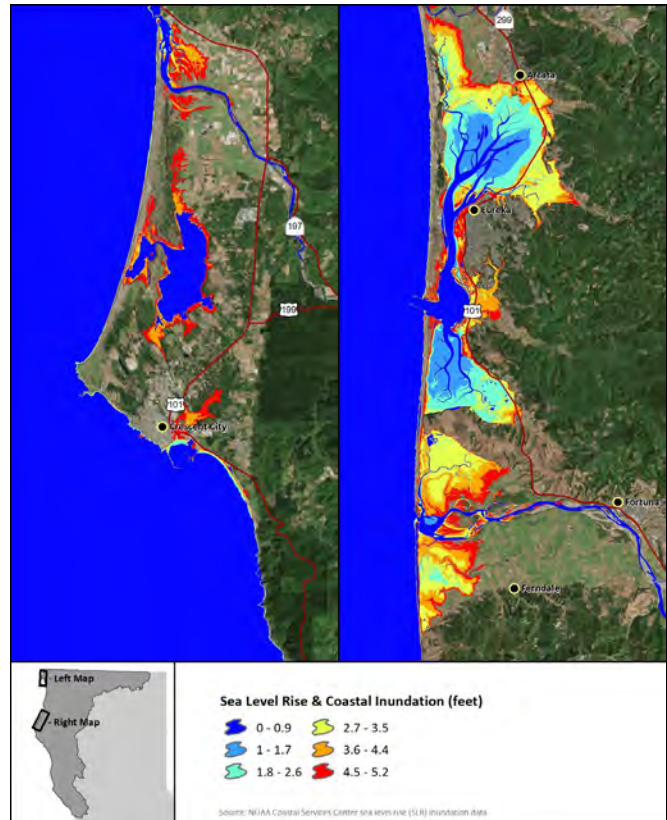 299
Arcata
Eureka
197
199
101
101
Crescent City
Fortuna
Ferndale
- Left Map
- Right Map
Sea Level Rise & Coastal Inundation (feet)
0 - 0.9
2.7 - 3.5
1 - 1.7
3.6 - 4.4
1.8 - 2.6
4.5 - 5.2
Source: NOAA Coastal Services Center sea level rise (SLR) inundation data